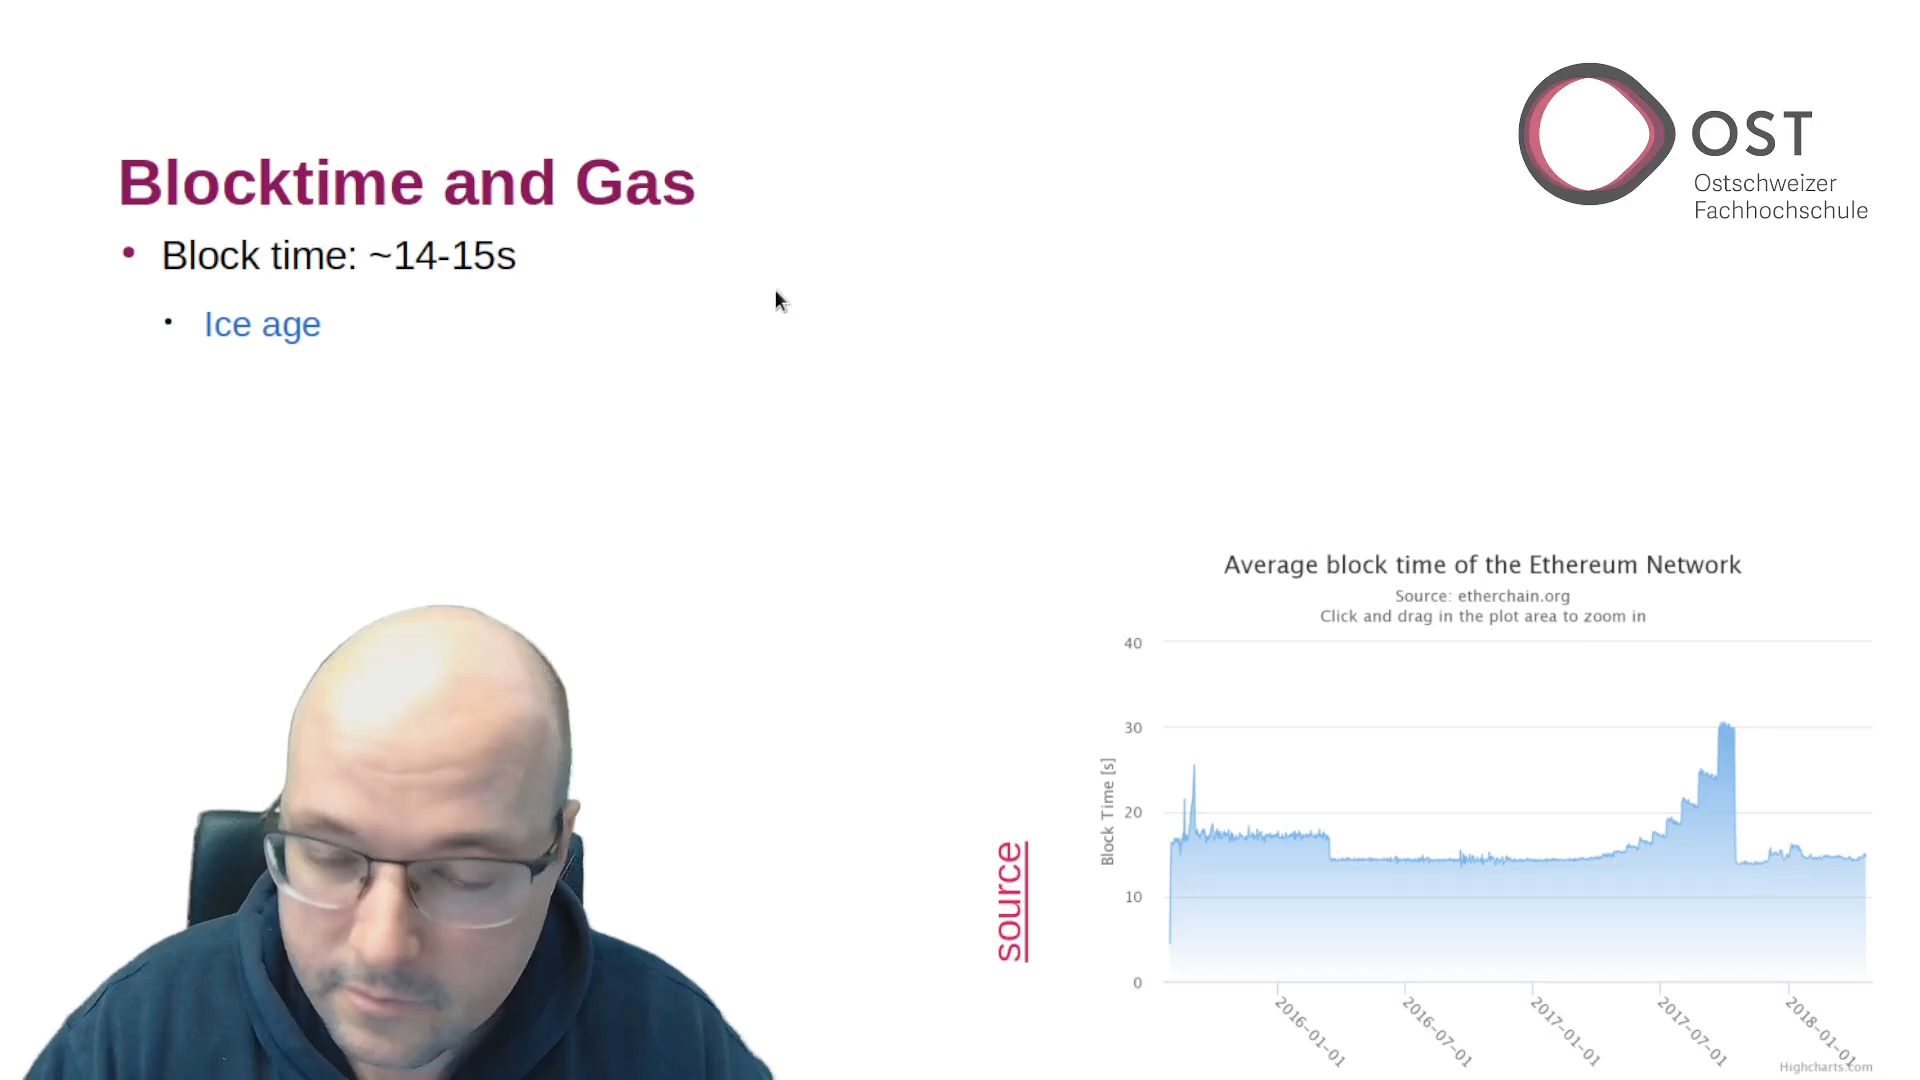 OST
Ostschweizer
Fachhochschule
Blocktime and Gas
• Block time: ~14-15s
• Ice age
source
Average block time of the Ethereum Network
Source: etherchain.org
Click and drag in the plot area to zoom in
Block Time [s]
40
30
20
10
0
2016-01-01
2016-07-01
2017-01-01
2017-07-01
2018-01-01
Highcharts.com